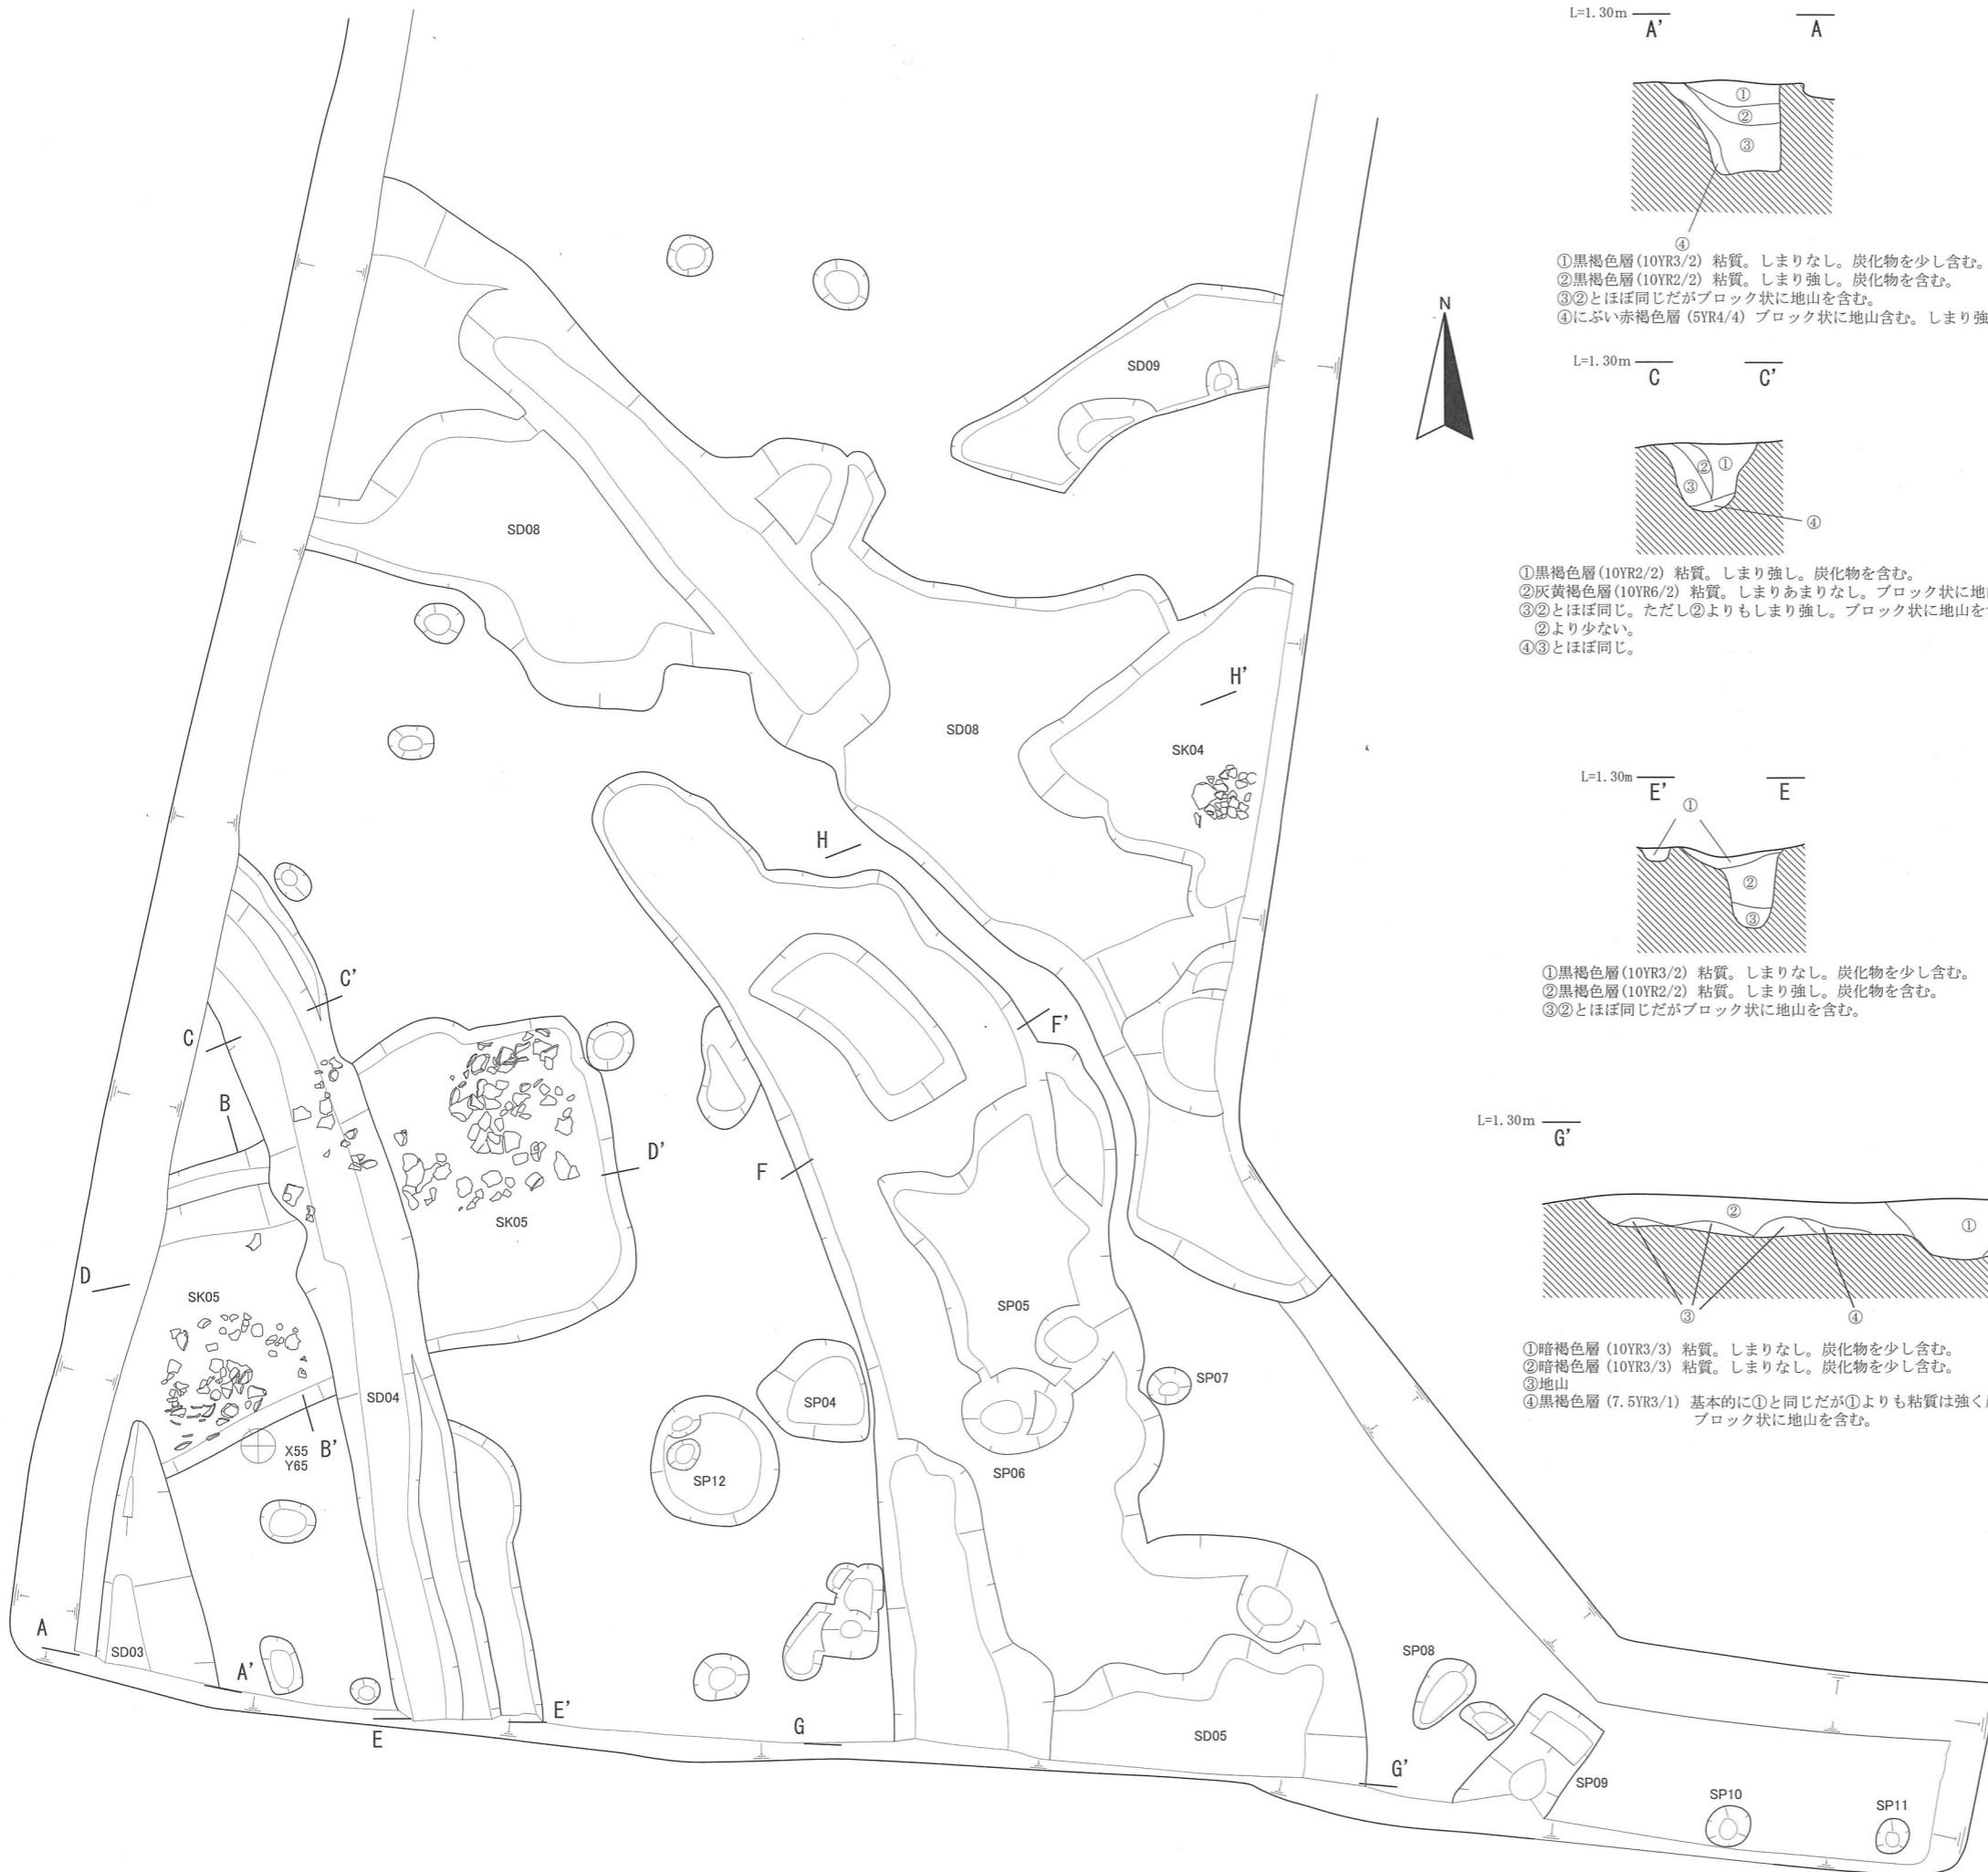 L=1.30m
A'
A
①
②
③
④
①黒褐色層(10YR3/2) 粘質。しまりなし。炭化物を少し含む。
②黒褐色層(10YR2/2) 粘質。しまり強し。炭化物を含む。
③②とほぼ同じだがブロック状に地山を含む。
④にぶい赤褐色層 (5YR4/4) ブロック状に地山含む。しまり強
L=1.30m
C
C'
② ①
③
④
①黒褐色層(10YR2/2) 粘質。しまり強し。炭化物を含む。
②灰黄褐色層(10YR6/2) 粘質。しまりあまりなし。ブロック状に地
③②とほぼ同じ。ただし②よりもしまり強し。ブロック状に地山を
②より少ない。
④③とほぼ同じ。
L=1.30m
E'
E
①
②
③
①黒褐色層(10YR3/2) 粘質。しまりなし。炭化物を少し含む。
②黒褐色層(10YR2/2) 粘質。しまり強し。炭化物を含む。
③②とほぼ同じだがブロック状に地山を含む。
L=1.30m
G'
②
①
③
④
①暗褐色層 (10YR3/3) 粘質。しまりなし。炭化物を少し含む。
②暗褐色層 (10YR3/3) 粘質。しまりなし。炭化物を少し含む。
③地山
④黒褐色層 (7.5YR3/1) 基本的に①と同じだが①よりも粘質は強く
ブロック状に地山を含む。
N
SD09
SD08
H'
SD08
SK04
H
C'
F'
C
B
D'
F
SK05
D
SK05
SP05
SP07
SD04
SP04
B'
X55
Y65
SP12
SP06
A
SD03
A'
SP08
E'
E
G
SD05
G'
SP09
SP10
SP11